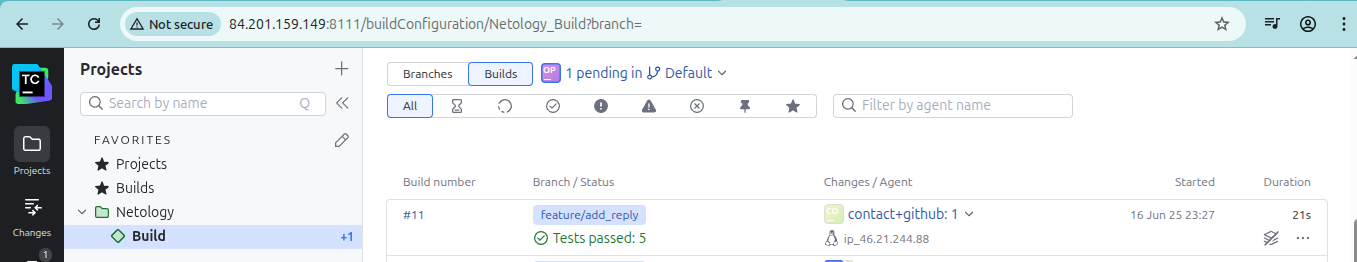 Not secure 84.201.159.149:8111/buildConfiguration/Netology_Build?branch=
TC
Projects
Changes
1
Projects
Search by name Q
FAVORITES
Projects
Builds
Netology
Build +1
Branches Builds OP 1 pending in Default
All Filter by agent name
Build number Branch / Status Changes / Agent Started Duration
#11 feature/add_reply CO contact+github: 1 16 Jun 25 23:27 21s
Tests passed: 5 ip_46.21.244.88